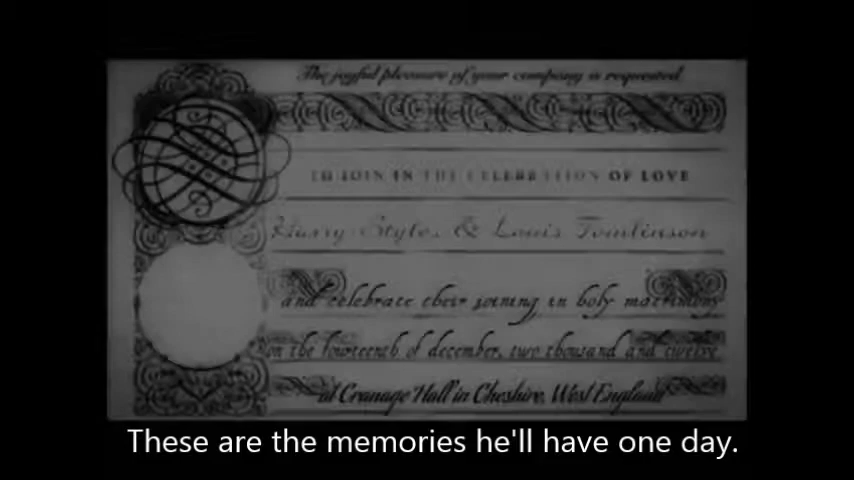 The joyful pleasure of your company is requested
TO JOIN IN THE CELEBRATION OF LOVE
Harry Styles & Louis Tomlinson
and celebrate their joining in holy matrimony
on the fourteenth of december, two thousand and twelve
at Cranage Hall in Cheshire, West England
These are the memories he'll have one day.